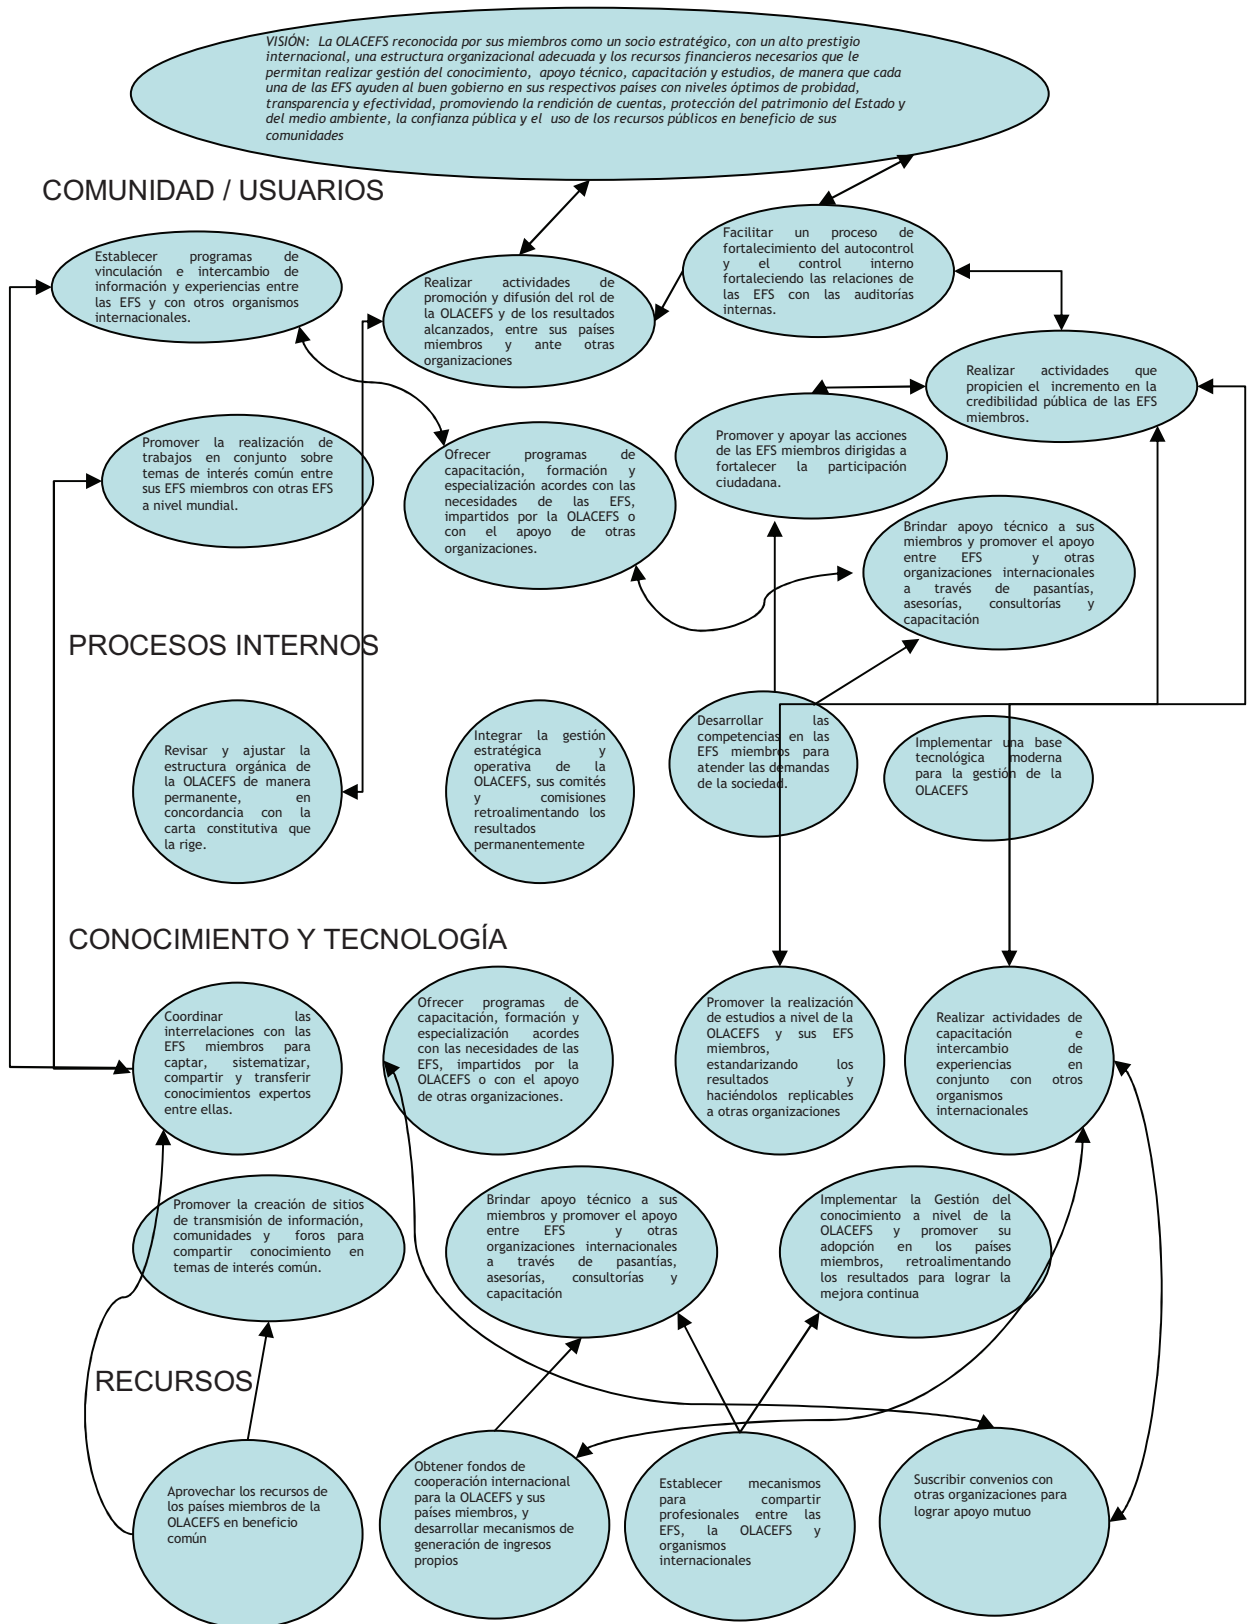 VISIÓN: La OLACEFS reconocida por sus miembros como un socio estratégico, con un alto prestigio
internacional, una estructura organizacional adecuada y los recursos financieros necesarios que le
permitan realizar gestión del conocimiento, apoyo técnico, capacitación y estudios, de manera que cada
una de las EFS ayuden al buen gobierno en sus respectivos países con niveles óptimos de probidad,
transparencia y efectividad, promoviendo la rendición de cuentas, protección del patrimonio del Estado y
del medio ambiente, la confianza pública y el uso de los recursos públicos en beneficio de sus
comunidades
COMUNIDAD / USUARIOS
Establecer programas de
vinculación e intercambio de
información y experiencias entre
las EFS y con otros organismos
internacionales.
Realizar actividades de
promoción y difusión del rol de
la OLACEFS y de los resultados
alcanzados, entre sus países
miembros y ante otras
organizaciones
Facilitar un proceso de
fortalecimiento del autocontrol
y el control interno
fortaleciendo las relaciones de
las EFS con las auditorías
internas.
Realizar actividades que
propicien el incremento en la
credibilidad pública de las EFS
miembros.
Promover la realización de
trabajos en conjunto sobre
temas de interés común entre
sus EFS miembros con otras EFS
a nivel mundial.
Ofrecer programas de
capacitación, formación y
especialización acordes con las
necesidades de las EFS,
impartidos por la OLACEFS o
con el apoyo de otras
organizaciones.
Promover y apoyar las acciones
de las EFS miembros dirigidas a
fortalecer la participación
ciudadana.
Brindar apoyo técnico a sus
miembros y promover el apoyo
entre EFS y otras
organizaciones internacionales
a través de pasantías,
asesorías, consultorías y
capacitación
PROCESOS INTERNOS
Revisar y ajustar la
estructura orgánica de
la OLACEFS de manera
permanente, en
concordancia con la
carta constitutiva que
la rige.
Integrar la gestión
estratégica y
operativa de la
OLACEFS, sus comités
y comisiones
retroalimentando los
resultados
permanentemente
Desarrollar las
competencias en las
EFS miembros para
atender las demandas
de la sociedad.
Implementar una base
tecnológica moderna
para la gestión de la
OLACEFS
CONOCIMIENTO Y TECNOLOGÍA
Coordinar las
interrelaciones con las
EFS miembros para
captar, sistematizar,
compartir y transferir
conocimientos expertos
entre ellas.
Ofrecer programas de
capacitación, formación y
especialización acordes
con las necesidades de las
EFS, impartidos por la
OLACEFS o con el apoyo
de otras organizaciones.
Promover la realización
de estudios a nivel de la
OLACEFS y sus EFS
miembros,
estandarizando los
resultados y
haciéndolos replicables
a otras organizaciones
Realizar actividades de
capacitación e
intercambio de
experiencias en
conjunto con otros
organismos
internacionales
Promover la creación de sitios
de transmisión de información,
comunidades y foros para
compartir conocimiento en
temas de interés común.
Brindar apoyo técnico a sus
miembros y promover el apoyo
entre EFS y otras
organizaciones internacionales
a través de pasantías,
asesorías, consultorías y
capacitación
Implementar la Gestión del
conocimiento a nivel de la
OLACEFS y promover su
adopción en los países
miembros, retroalimentando
los resultados para lograr la
mejora continua
RECURSOS
Aprovechar los recursos de
los países miembros de la
OLACEFS en beneficio
común
Obtener fondos de
cooperación internacional
para la OLACEFS y sus
países miembros, y
desarrollar mecanismos de
generación de ingresos
propios
Establecer mecanismos
para compartir
profesionales entre las
EFS, la OLACEFS y
organismos
internacionales
Suscribir convenios con
otras organizaciones para
lograr apoyo mutuo